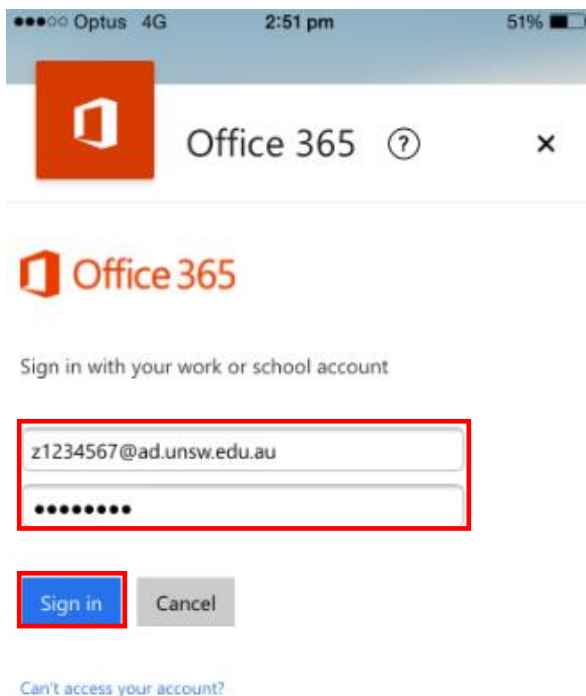 Optus 4G 2:51 pm 51%
Office 365 ?
Office 365
Sign in with your work or school account
z1234567@ad.unsw.edu.au
••••••••
Sign in Cancel
Can't access your account?